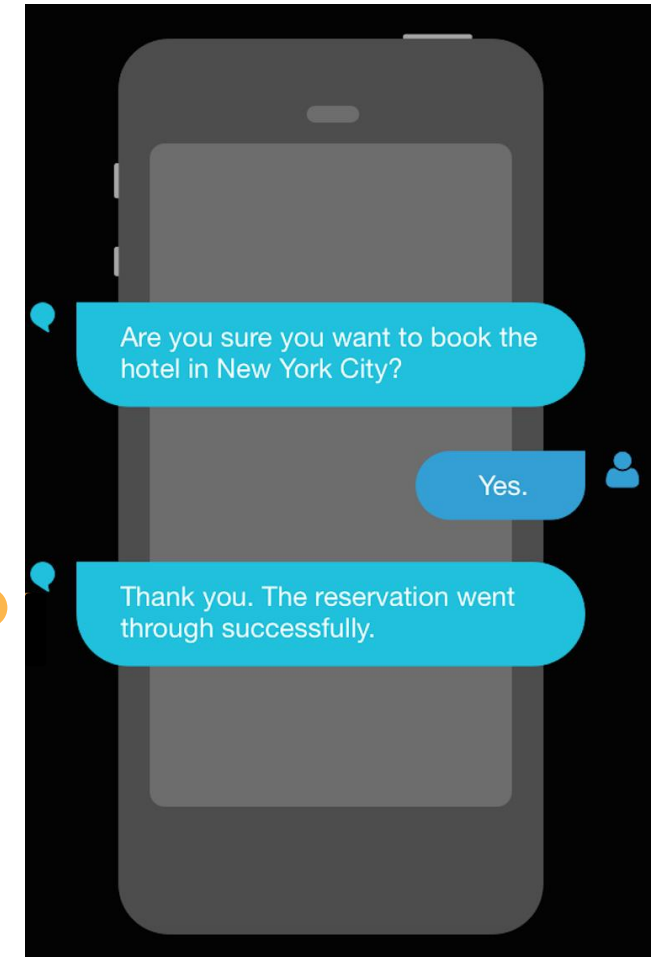 Are you sure you want to book the
hotel in New York City?
Yes.
Thank you. The reservation went
through successfully.